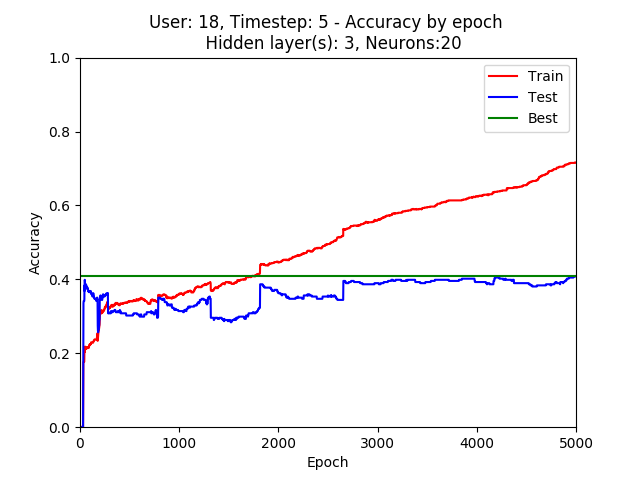 User: 18, Timestep: 5 - Accuracy by epoch
Hidden layer(s): 3, Neurons:20
1.0
0.8
0.6
0.4
0.2
0.0
Accuracy
Train
Test
Best
0
1000
2000
3000
4000
5000
Epoch